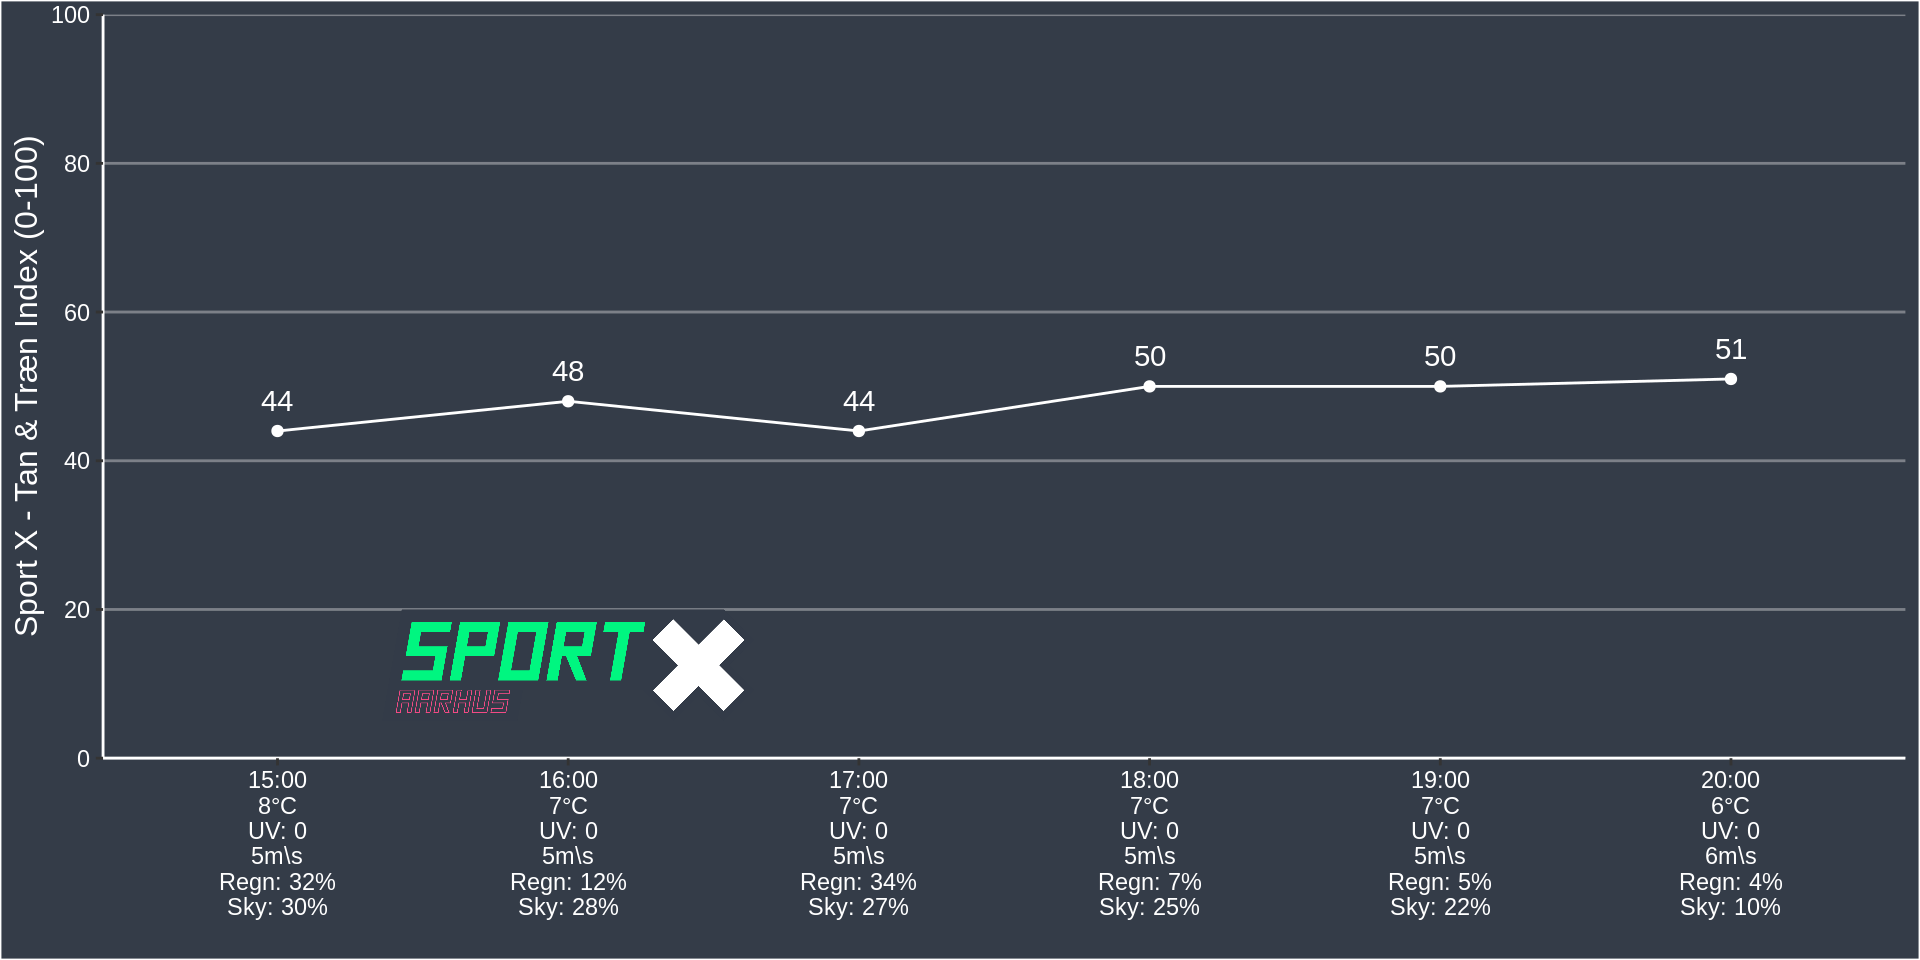 Sport X - Tan & Træn Index (0-100)
100
80
60
40
20
0
44
48
44
50
50
51
SPORT X
AARHUS
15:00
8°C
UV: 0
5m\s
Regn: 32%
Sky: 30%
16:00
7°C
UV: 0
5m\s
Regn: 12%
Sky: 28%
17:00
7°C
UV: 0
5m\s
Regn: 34%
Sky: 27%
18:00
7°C
UV: 0
5m\s
Regn: 7%
Sky: 25%
19:00
7°C
UV: 0
5m\s
Regn: 5%
Sky: 22%
20:00
6°C
UV: 0
6m\s
Regn: 4%
Sky: 10%